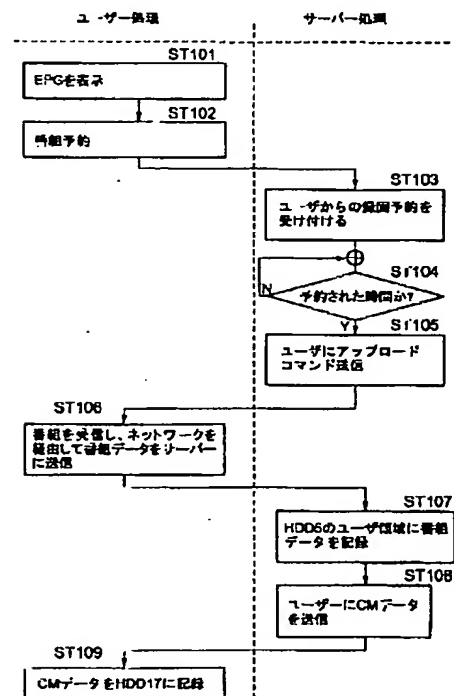 ユーザー処理
サーバー処理
ST101
EPGを表示
ST102
番組予約
ST103
ユーザからの録画予約を
受け付ける
ST104
予約された時間か?
N
Y
ST105
ユーザにアップロード
コマンド送信
ST106
番組を受信し、ネットワークを
経由して番組データをサーバー
に送信
ST107
HDD5のユーザ領域に番組
データを記録
ST108
ユーザーにCMデータ
を送信
ST109
CMデータをHDD17に記録